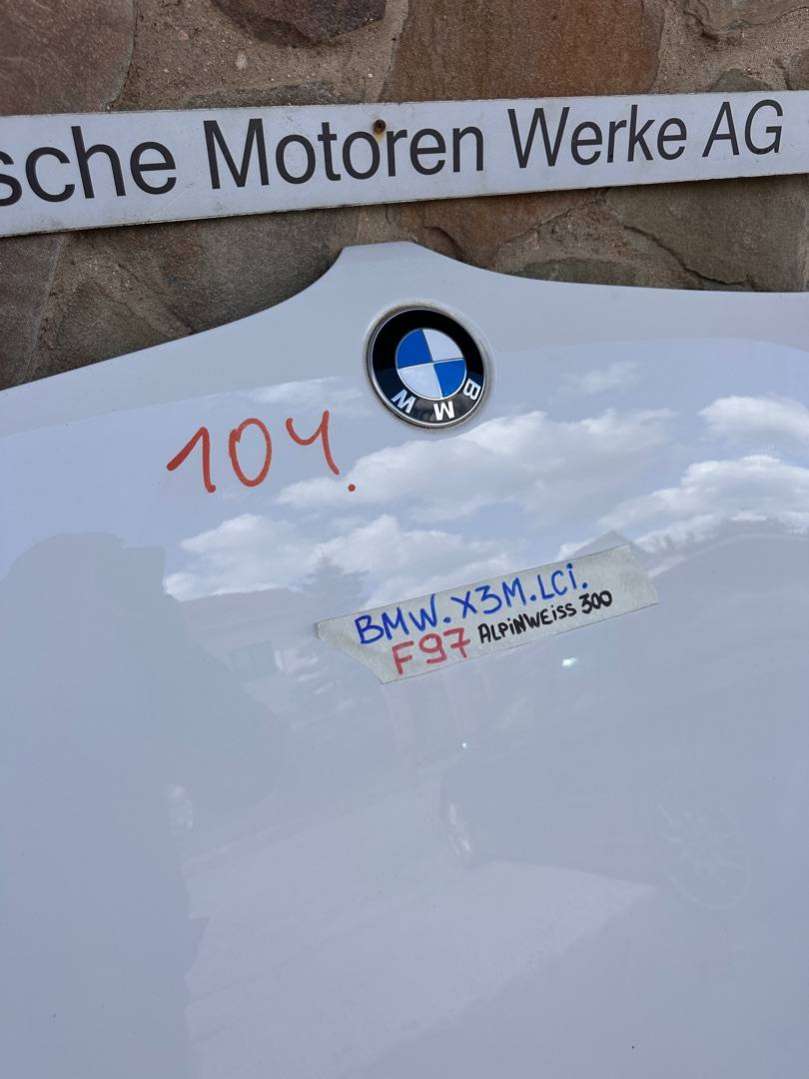 sche Motoren Werke AG
BMW
104.
BMW. X3M.LCi.
F97 ALPiNWEiSS 300